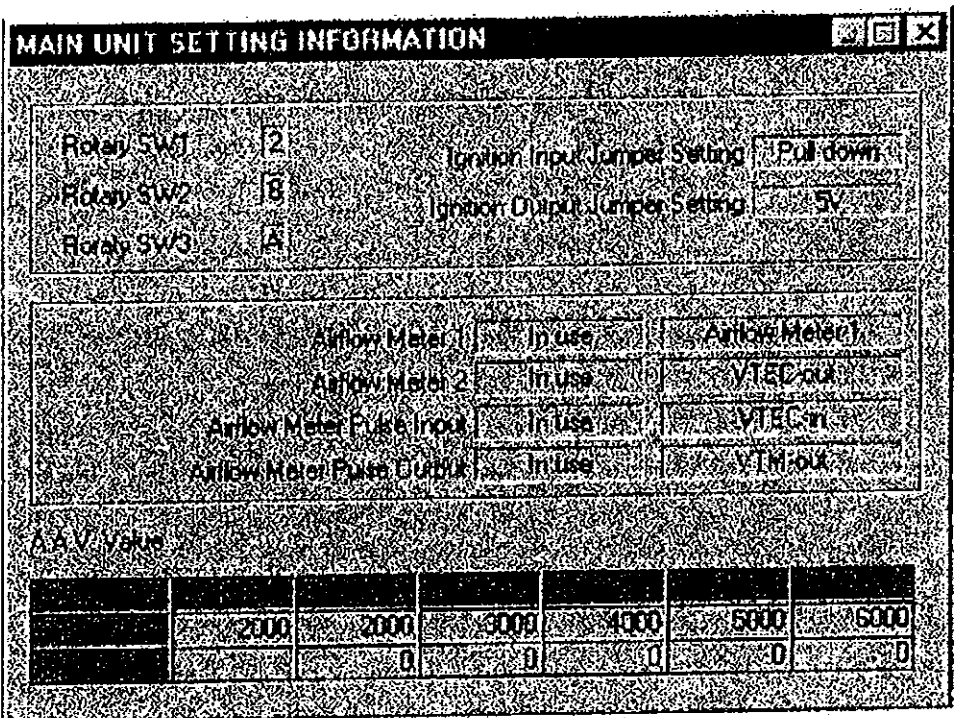 MAIN UNIT SETTING INFORMATION
Rotary SW1 2 Ignition Input Jumper Setting Pull down
Rotary SW2 8 Ignition Output Jumper Setting 5V
Rotaly SW3 A
Airflow Meter 1 In use Airflow Meter 1
Airflow Meter 2 In use VTEC-out
Airflow Meter Pulse Input In use VTEC-in
Airflow Meter Pulse Output In use VTM-out
A.A.V. Value
2000 2000 3000 4000 5000 6000
0 0 0 0 0